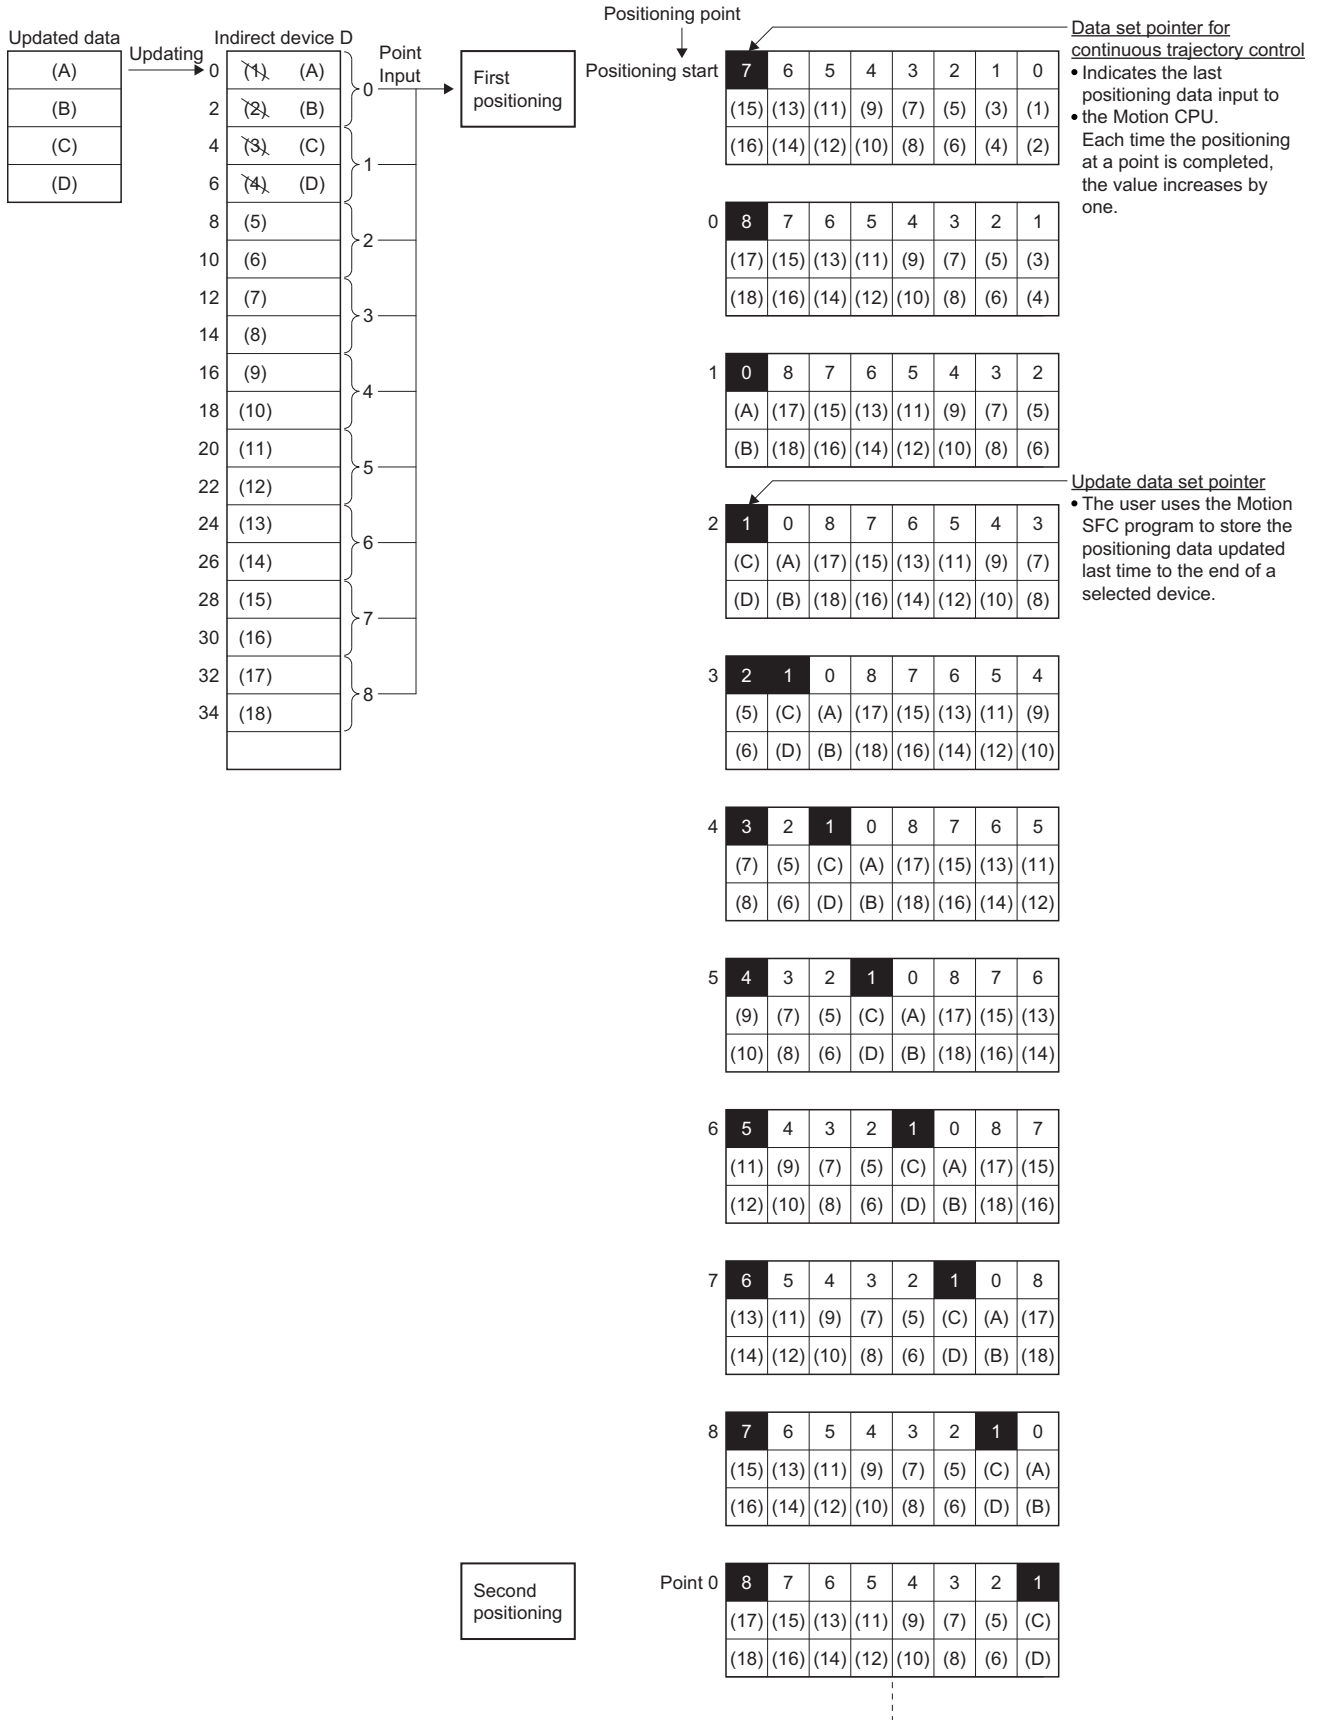 Updated data
(A)
(B)
(C)
(D)
Updating
Indirect device D
0 (1) (A)
2 (2) (B)
4 (3) (C)
6 (4) (D)
8 (5)
10 (6)
12 (7)
14 (8)
16 (9)
18 (10)
20 (11)
22 (12)
24 (13)
26 (14)
28 (15)
30 (16)
32 (17)
34 (18)
Point
Input
0
1
2
3
4
5
6
7
8
First
positioning
Positioning point
Positioning start 7 6 5 4 3 2 1 0
(15) (13) (11) (9) (7) (5) (3) (1)
(16) (14) (12) (10) (8) (6) (4) (2)
Data set pointer for
continuous trajectory control
• Indicates the last
positioning data input to
• the Motion CPU.
Each time the positioning
at a point is completed,
the value increases by
one.
0 8 7 6 5 4 3 2 1
(17) (15) (13) (11) (9) (7) (5) (3)
(18) (16) (14) (12) (10) (8) (6) (4)
1 0 8 7 6 5 4 3 2
(A) (17) (15) (13) (11) (9) (7) (5)
(B) (18) (16) (14) (12) (10) (8) (6)
Update data set pointer
• The user uses the Motion
SFC program to store the
positioning data updated
last time to the end of a
selected device.
2 1 0 8 7 6 5 4 3
(C) (A) (17) (15) (13) (11) (9) (7)
(D) (B) (18) (16) (14) (12) (10) (8)
3 2 1 0 8 7 6 5 4
(5) (C) (A) (17) (15) (13) (11) (9)
(6) (D) (B) (18) (16) (14) (12) (10)
4 3 2 1 0 8 7 6 5
(7) (5) (C) (A) (17) (15) (13) (11)
(8) (6) (D) (B) (18) (16) (14) (12)
5 4 3 2 1 0 8 7 6
(9) (7) (5) (C) (A) (17) (15) (13)
(10) (8) (6) (D) (B) (18) (16) (14)
6 5 4 3 2 1 0 8 7
(11) (9) (7) (5) (C) (A) (17) (15)
(12) (10) (8) (6) (D) (B) (18) (16)
7 6 5 4 3 2 1 0 8
(13) (11) (9) (7) (5) (C) (A) (17)
(14) (12) (10) (8) (6) (D) (B) (18)
8 7 6 5 4 3 2 1 0
(15) (13) (11) (9) (7) (5) (C) (A)
(16) (14) (12) (10) (8) (6) (D) (B)
Second
positioning
Point 0 8 7 6 5 4 3 2 1
(17) (15) (13) (11) (9) (7) (5) (C)
(18) (16) (14) (12) (10) (8) (6) (D)